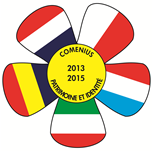 COMENIUS
2013
2015
PATRIMOINE ET IDENTITÉ